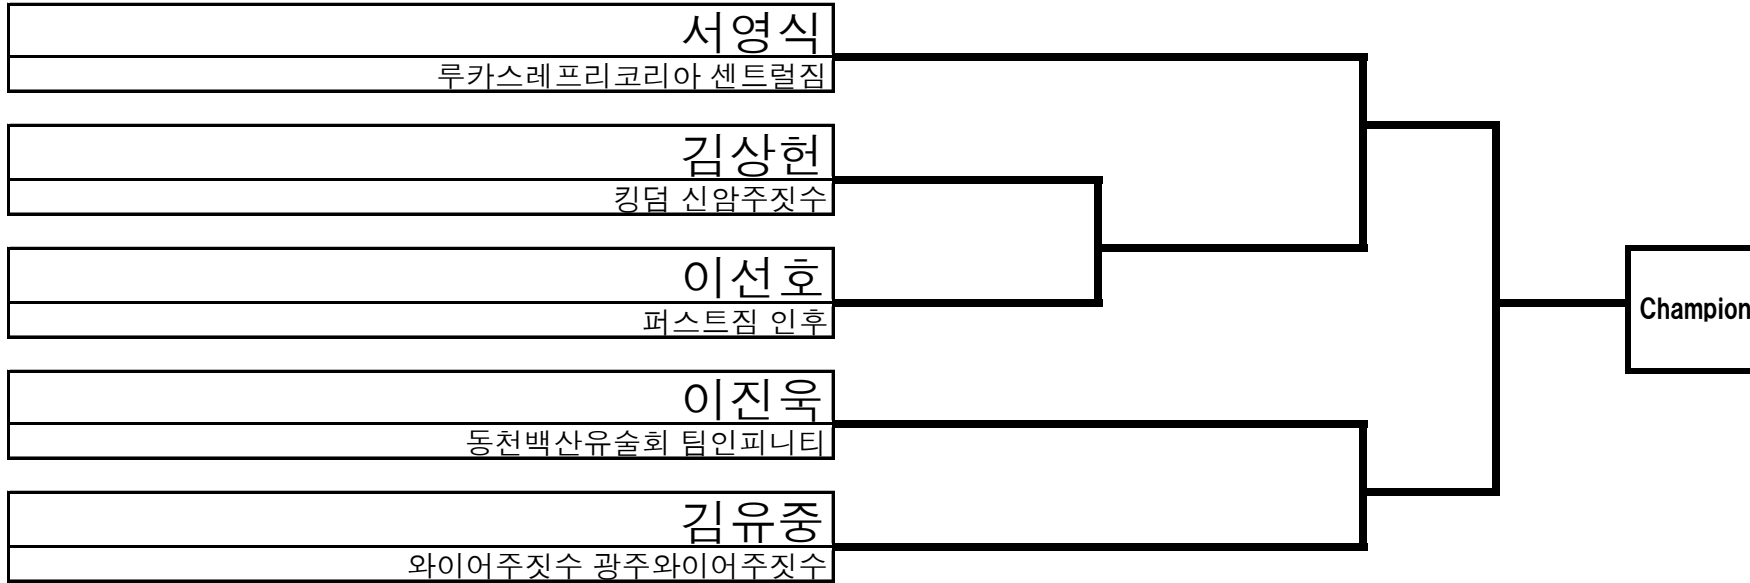 서영식
루카스레프리코리아 센트럴짐
김상헌
킹덤 신암주짓수
이선호
퍼스트짐 인후
이진욱
동천백산유술회 팀인피니티
김유중
와이어주짓수 광주와이어주짓수
Champion